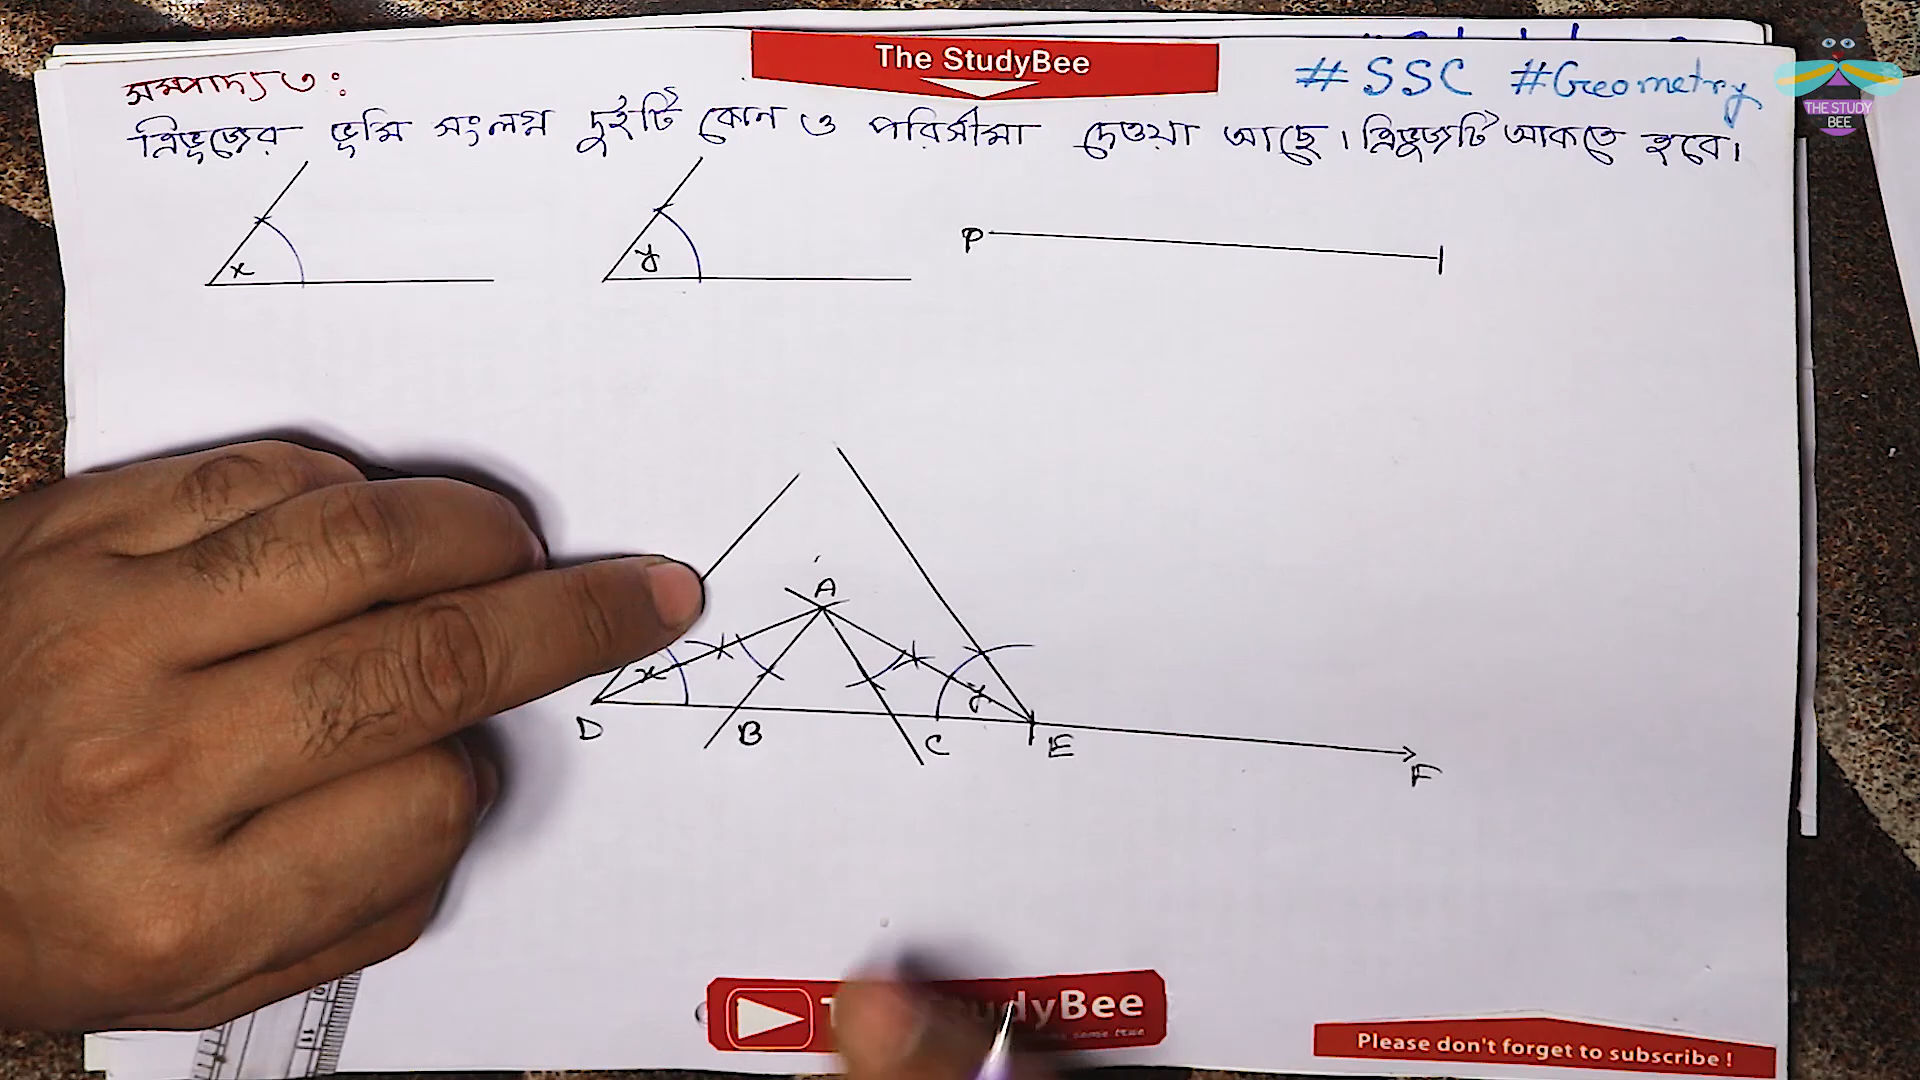 The StudyBee
#SSC #Geometry
THE STUDY
BEE
সম্পাদ্য ৩:
ত্রিভূজের ভূমি সংলগ্ন দুইটি কোন ও পরিসীমা দেওয়া আছে। ত্রিভুজটি আকতে হবে।
x
y
P
A
x
y
D
B
C
E
F
StudyBee
Please don't forget to subscribe !